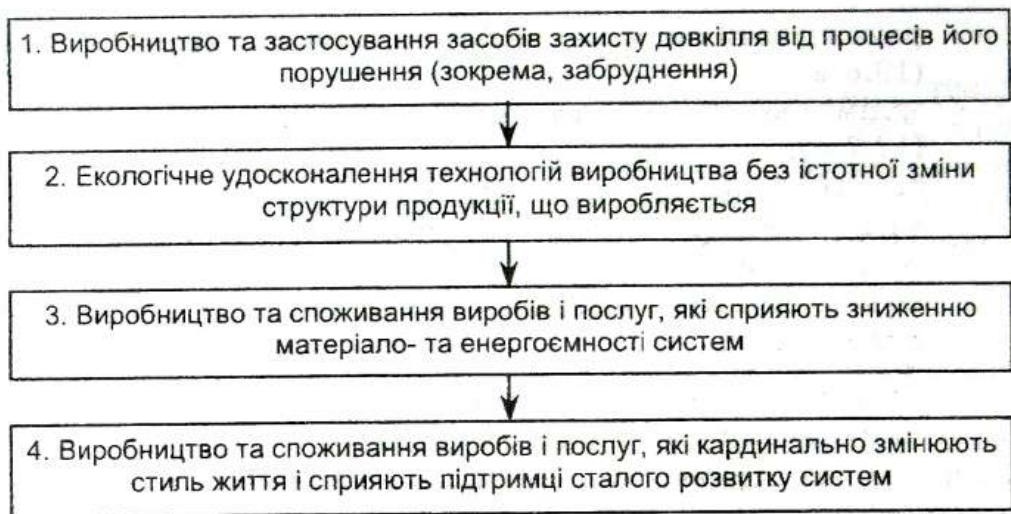 1. Виробництво та застосування засобів захисту довкілля від процесів його
порушення (зокрема, забруднення)
2. Екологічне удосконалення технологій виробництва без істотної зміни
структури продукції, що виробляється
3. Виробництво та споживання виробів і послуг, які сприяють зниженню
матеріало- та енергоємності систем
4. Виробництво та споживання виробів і послуг, які кардинально змінюють
стиль життя і сприяють підтримці сталого розвитку систем